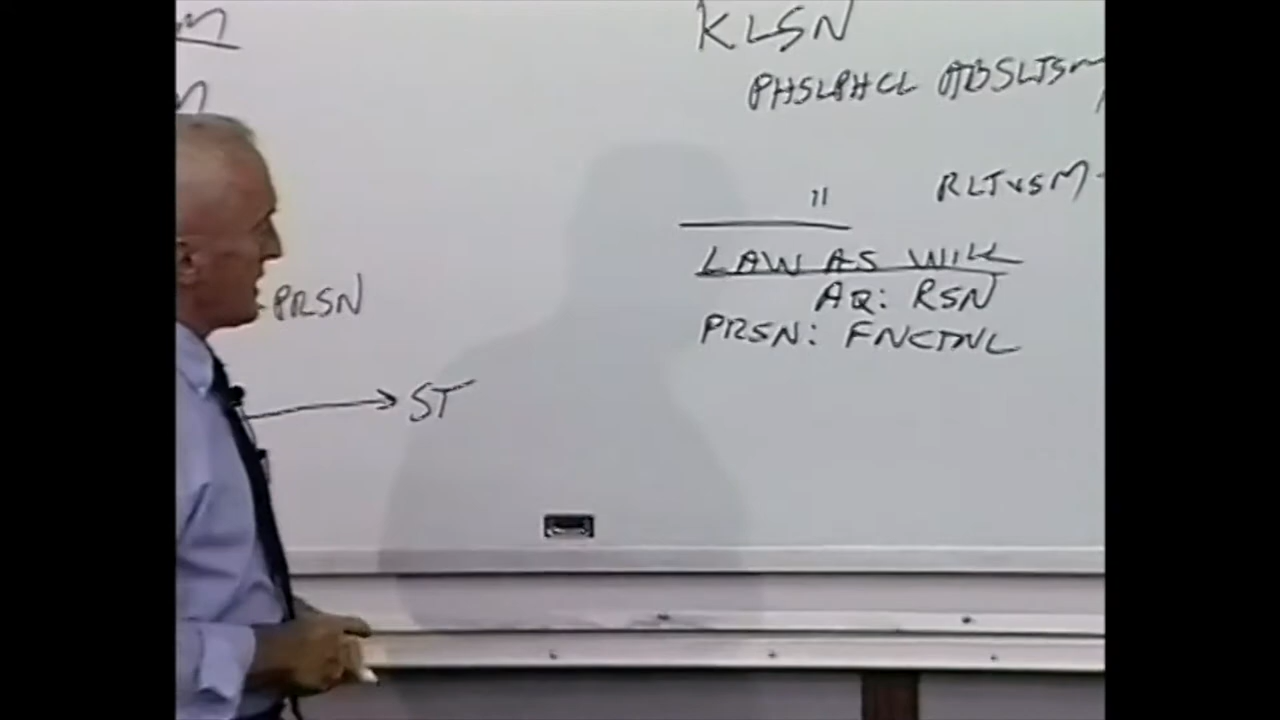 M
KLSN
PHSLPHCL ABSLTSM
M
" RLTVSM
LAW AS WILL
AQ: RSN
PRSN: FNCTNL
PRSN
ST